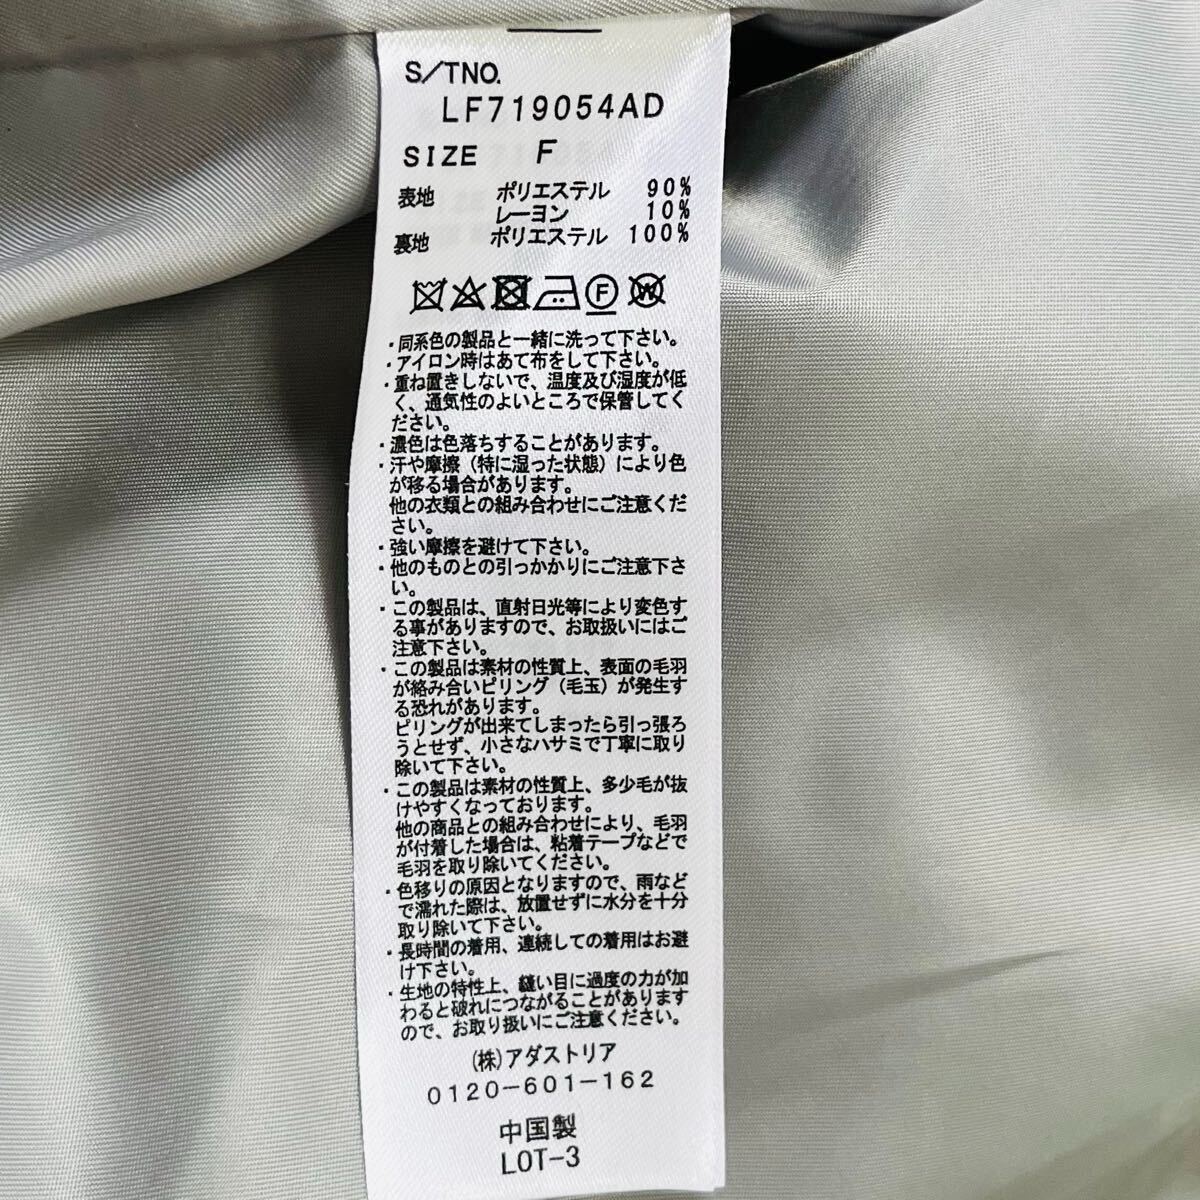 S/TNO.
LF719054AD
SIZE F
表地 ポリエステル 90%
レーヨン 10%
裏地 ポリエステル 100%
F W
・同系色の製品と一緒に洗って下さい。
・アイロン時はあて布をして下さい。
・重ね置きしないで、温度及び湿度が低
く、通気性のよいところで保管してく
ださい。
・濃色は色落ちすることがあります。
・汗や摩擦（特に湿った状態）により色
が移る場合があります。
他の衣類との組み合わせにご注意くだ
さい。
・強い摩擦を避けて下さい。
・他のものとの引っかかりにご注意下さ
い。
・この製品は、直射日光等により変色す
る事がありますので、お取扱いにはご
注意下さい。
・この製品は素材の性質上、表面の毛羽
が絡み合いピリング（毛玉）が発生す
る恐れがあります。
ピリングが出来てしまったら引っ張ろ
うとせず、小さなハサミで丁寧に取り
除いて下さい。
・この製品は素材の性質上、多少毛が抜
けやすくなっております。
他の商品との組み合わせにより、毛羽
が付着した場合は、粘着テープなどで
毛羽を取り除いてください。
・色移りの原因となりますので、雨など
で濡れた際は、放置せずに水分を十分
取り除いて下さい。
・長時間の着用、連続しての着用はお避
け下さい。
・生地の特性上、縫い目に過度の力が加
わると破れにつながることがあります
ので、お取り扱いにご注意ください。
(株)アダストリア
0120-601-162
中国製
LOT-3